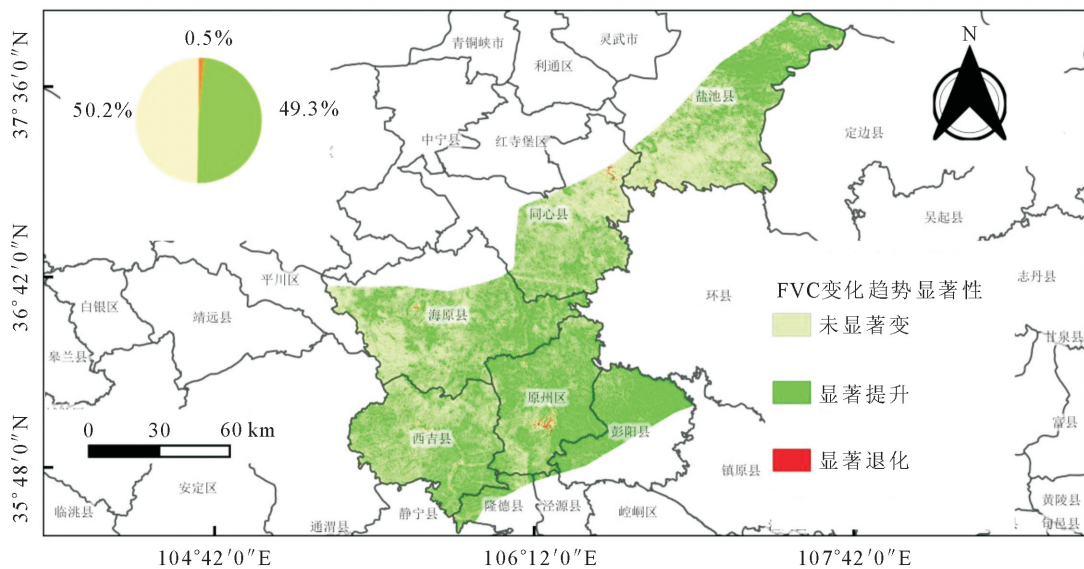 37°36′0″N
36°42′0″N
35°48′0″N
0.5%
50.2%
49.3%
N
青铜峡市
灵武市
利通区
盐池县
中宁县
红寺堡区
定边县
同心县
吴起县
平川区
志丹县
白银区
靖远县
环县
海原县
皋兰县
甘泉县
原州区
西吉县
彭阳县
富县
镇原县
安定区
隆德县
泾源县
崆峒区
静宁县
临洮县
通渭县
黄陵县
旬邑县
FVC变化趋势显著性
未显著变
显著提升
显著退化
0 30 60 km
104°42′0″E
106°12′0″E
107°42′0″E